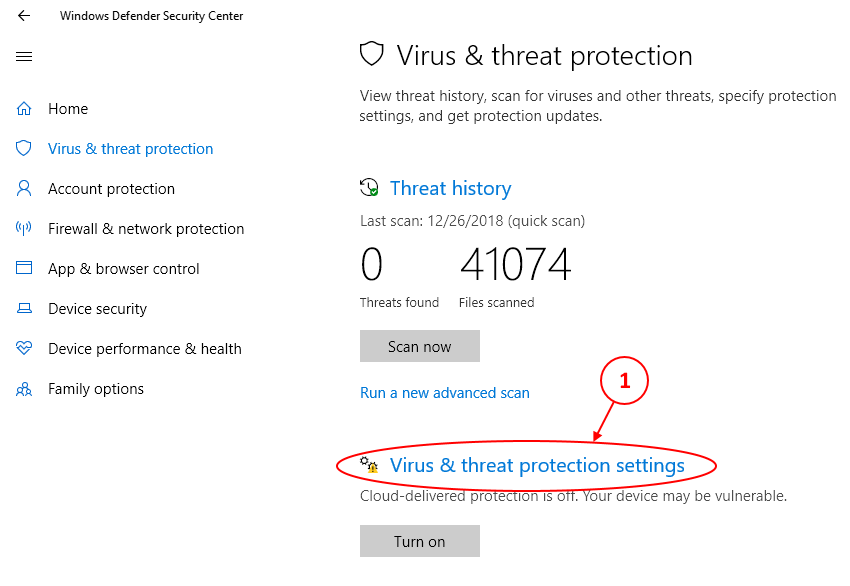 Windows Defender Security Center
Home
Virus & threat protection
Account protection
Firewall & network protection
App & browser control
Device security
Device performance & health
Family options
Virus & threat protection
View threat history, scan for viruses and other threats, specify protection
settings, and get protection updates.
Threat history
Last scan: 12/26/2018 (quick scan)
0 41074
Threats found Files scanned
Scan now
Run a new advanced scan
1
Virus & threat protection settings
Cloud-delivered protection is off. Your device may be vulnerable.
Turn on